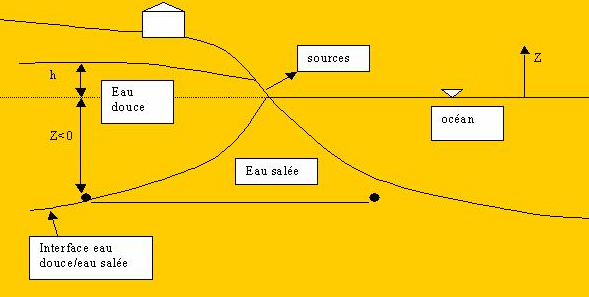 sources
Z
h
Eau
douce
océan
Z<0
Eau salée
Interface eau
douce/eau salée